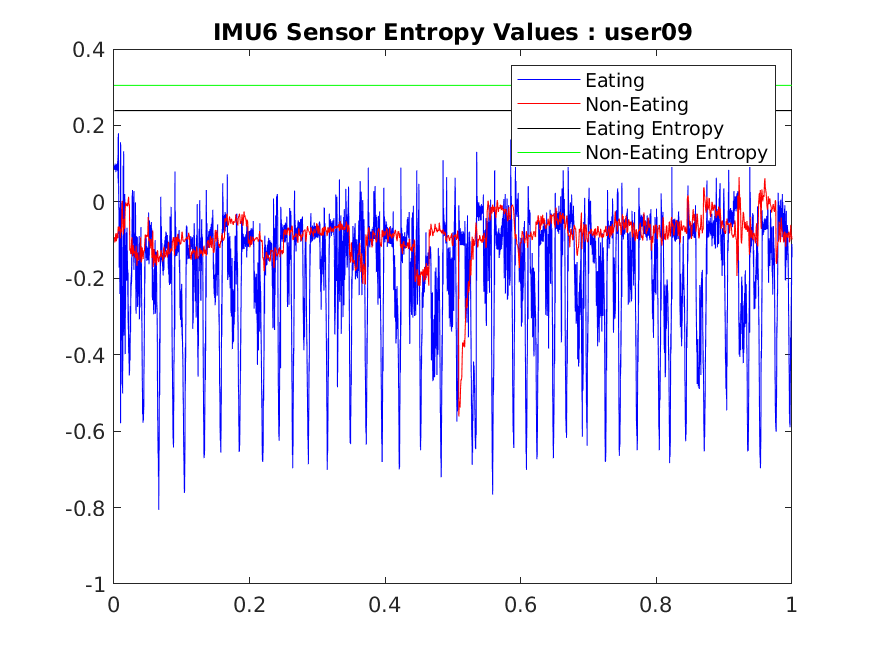 IMU6 Sensor Entropy Values : user09
0.4
0.2
0
-0.2
-0.4
-0.6
-0.8
-1
Eating
Non-Eating
Eating Entropy
Non-Eating Entropy
0 0.2 0.4 0.6 0.8 1